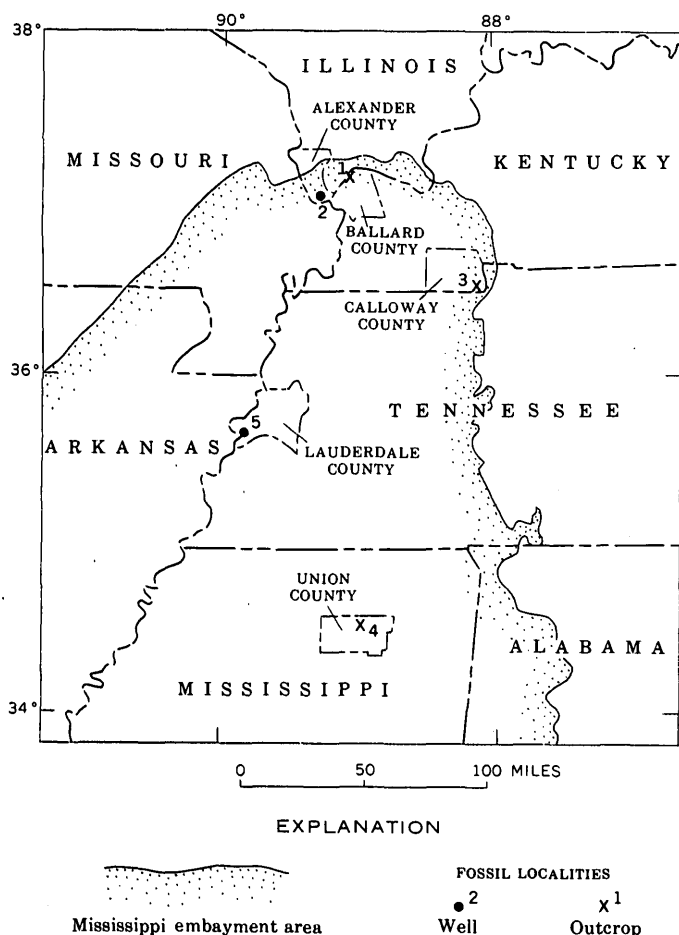 38°
90°
88°
ILLINOIS
ALEXANDER
COUNTY
MISSOURI
KENTUCKY
1
X
2
BALLARD
COUNTY
3
X
CALLOWAY
COUNTY
36°
TENNESSEE
5
ARKANSAS
LAUDERDALE
COUNTY
UNION
COUNTY
X 4
ALABAMA
MISSISSIPPI
34°
0 50 100 MILES
EXPLANATION
Mississippi embayment area
FOSSIL LOCALITIES
2
Well
X 1
Outcrop